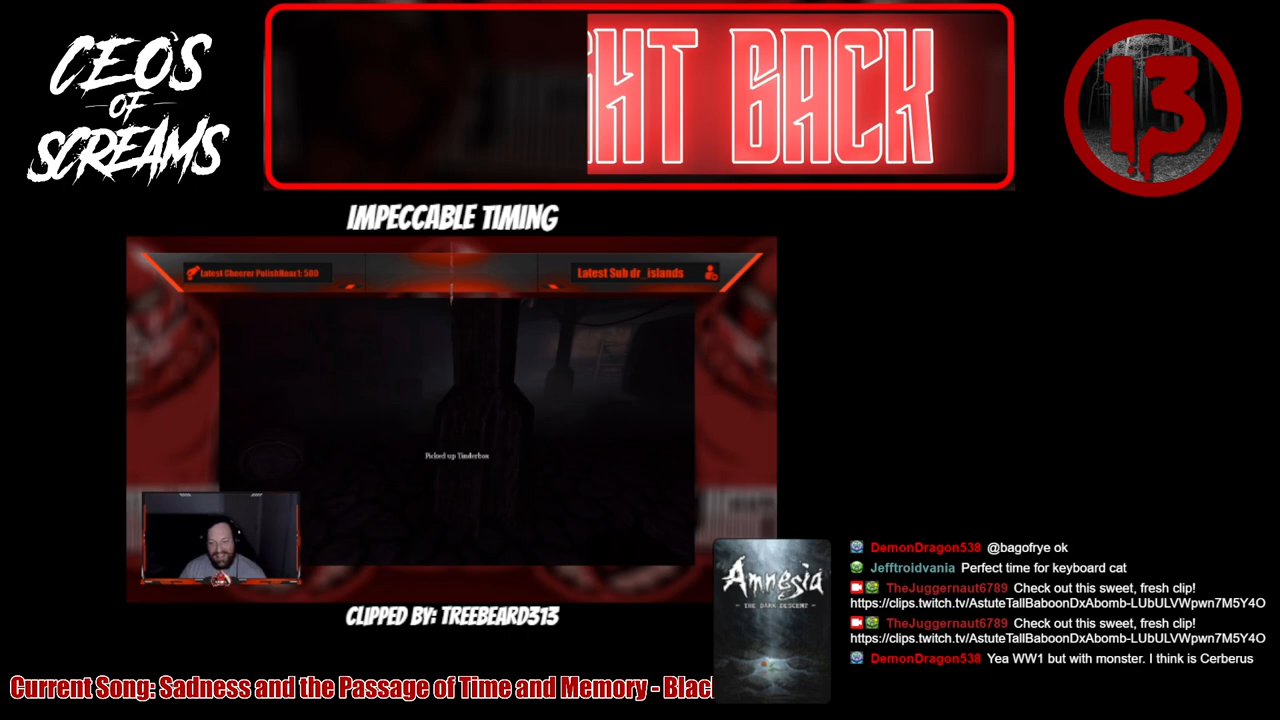 CEO'S
OF
SCREAMS
GHT BACK
13
IMPECCABLE TIMING
Latest Cheerer PolishHour1: 500
Latest Sub dr_islands
Picked up Tinderbox
CLIPPED BY: TREEBEARD313
Amnesia
THE DARK DESCENT
DemonDragon538 @bagofrye ok
Jefftroidvania Perfect time for keyboard cat
TheJuggernaut6789 Check out this sweet, fresh clip!
https://clips.twitch.tv/AstuteTallBaboonDxAbomb-LUbULVWpwn7M5Y4O
TheJuggernaut6789 Check out this sweet, fresh clip!
https://clips.twitch.tv/AstuteTallBaboonDxAbomb-LUbULVWpwn7M5Y4O
DemonDragon538 Yea WW1 but with monster. I think is Cerberus
Current Song: Sadness and the Passage of Time and Memory - Blac